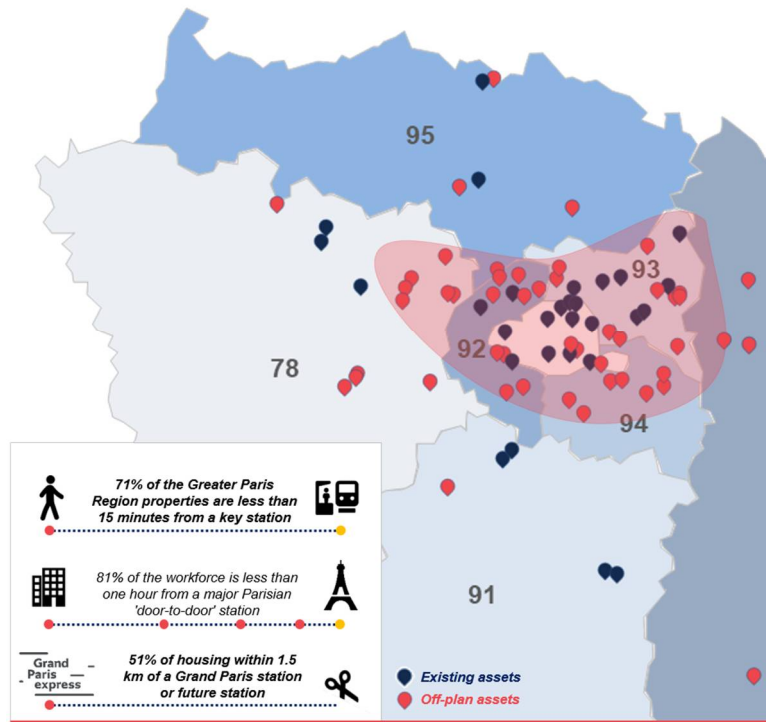 95
93
92
78
94
71% of the Greater Paris
Region properties are less than
15 minutes from a key station
81% of the workforce is less than
one hour from a major Parisian
'door-to-door' station
91
Grand
Paris
express
51% of housing within 1.5
km of a Grand Paris station
or future station
Existing assets
Off-plan assets